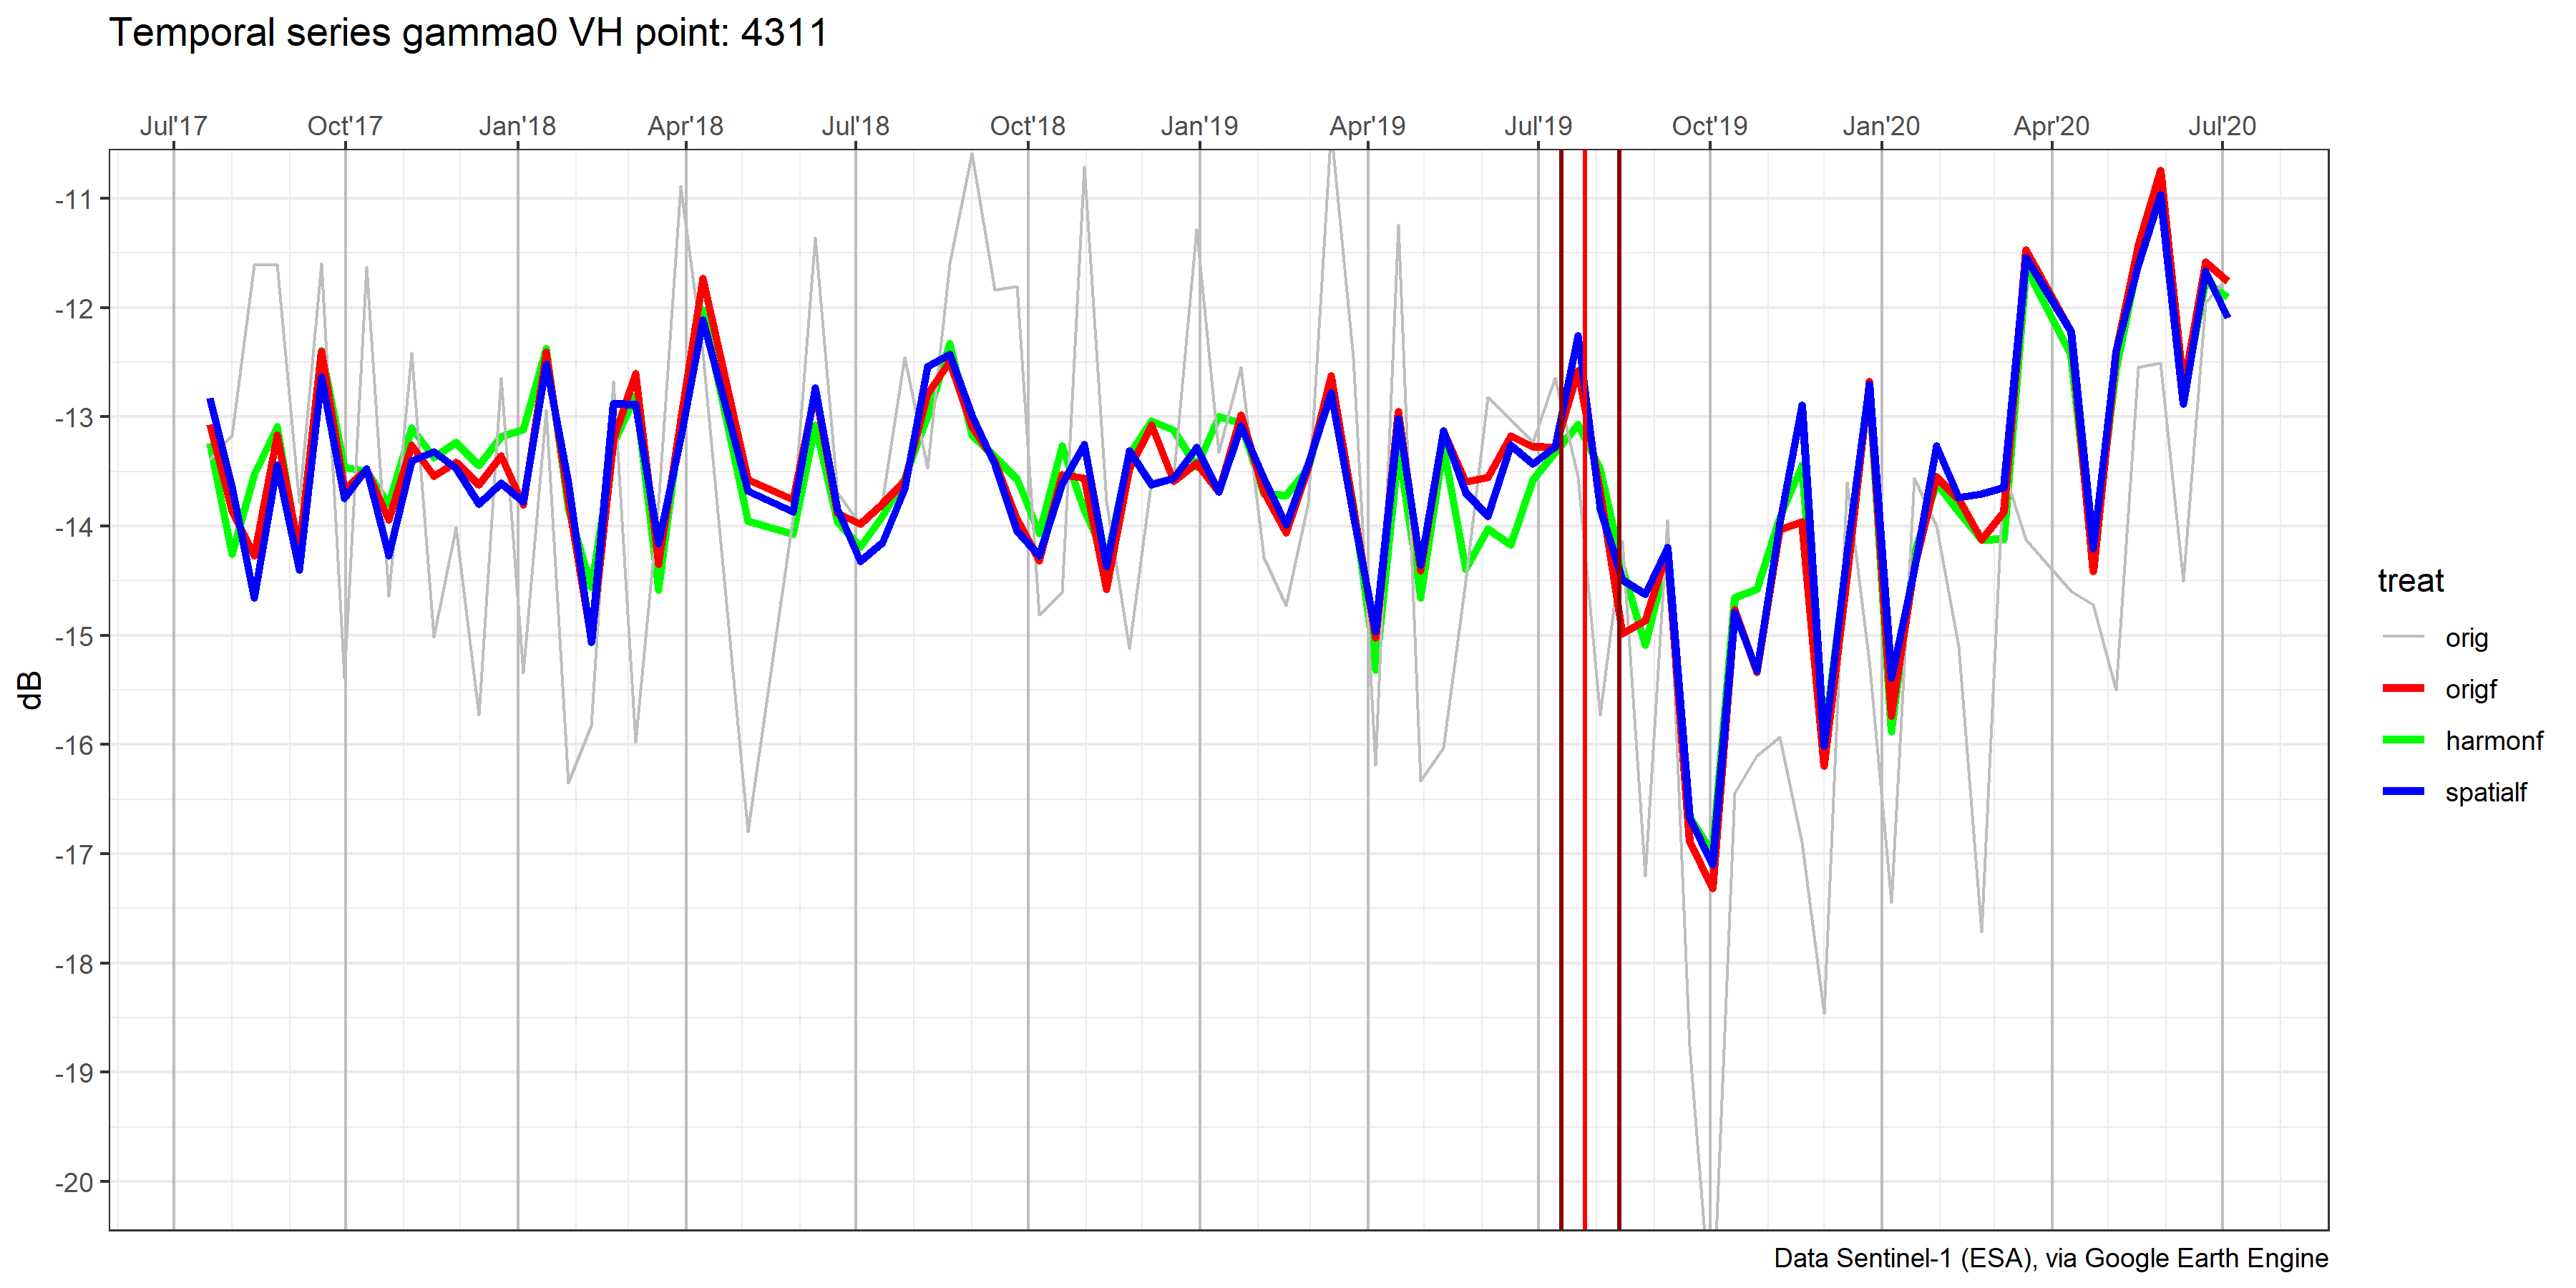 Temporal series gamma0 VH point: 4311
Jul'17 Oct'17 Jan'18 Apr'18 Jul'18 Oct'18 Jan'19 Apr'19 Jul'19 Oct'19 Jan'20 Apr'20 Jul'20
-11
-12
-13
-14
-15
-16
-17
-18
-19
-20
dB
treat
orig
origf
harmonf
spatialf
Data Sentinel-1 (ESA), via Google Earth Engine